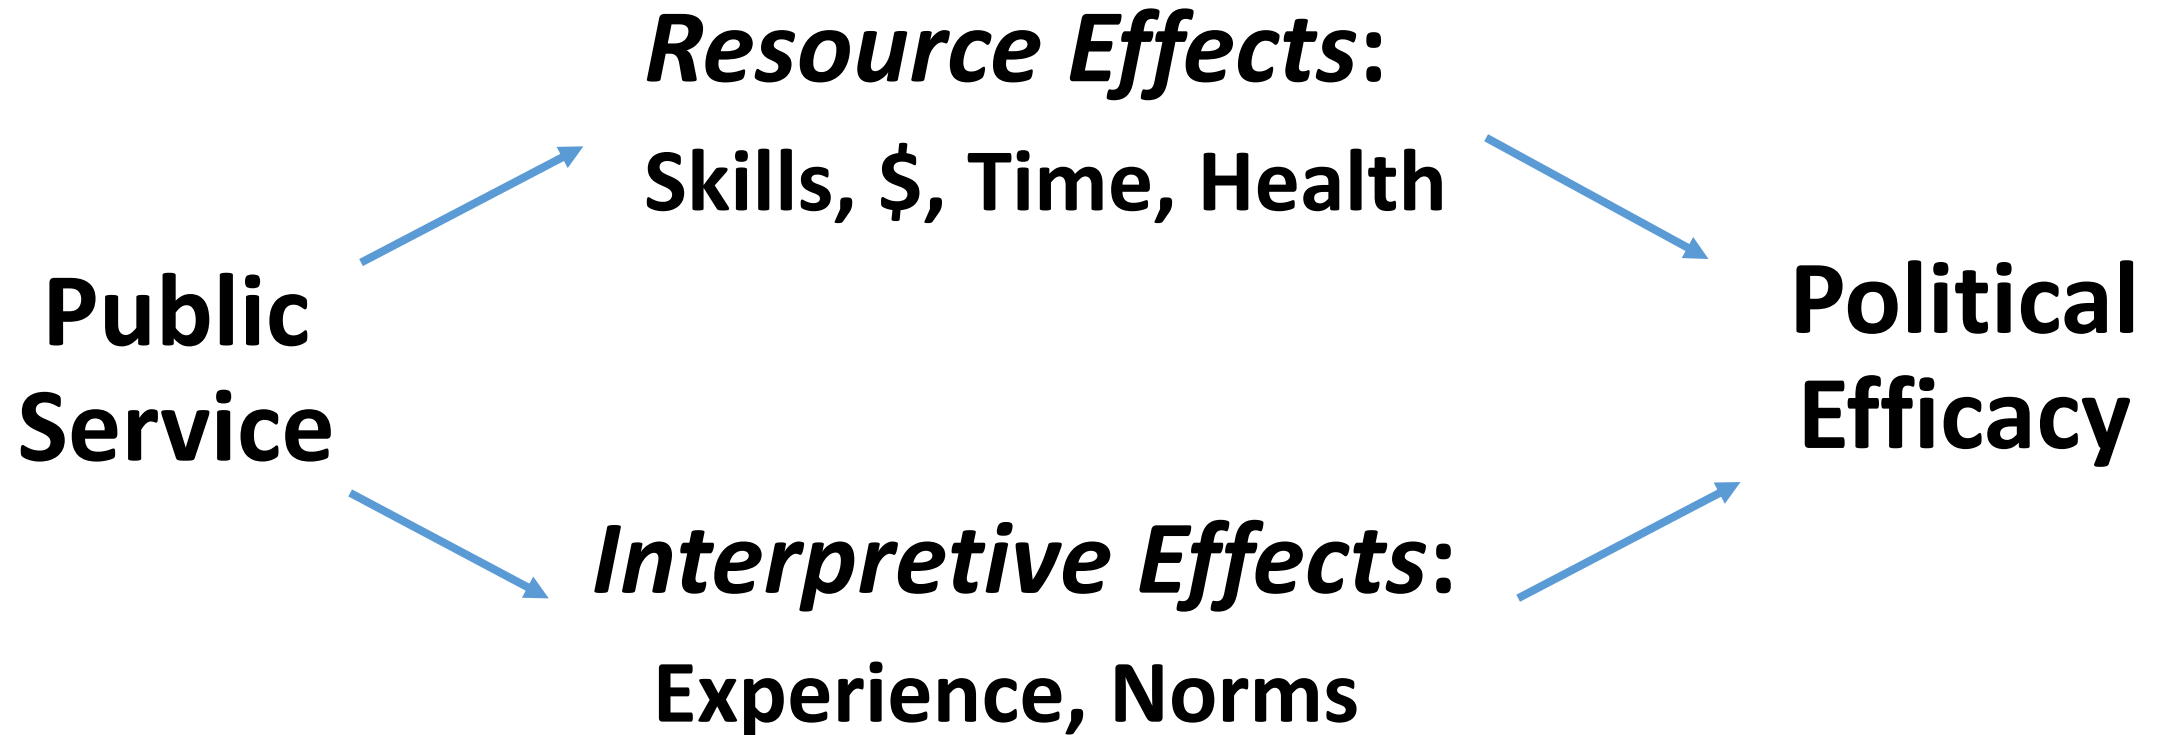 Resource Effects:
Skills, $, Time, Health
Public
Service
Political
Efficacy
Interpretive Effects:
Experience, Norms